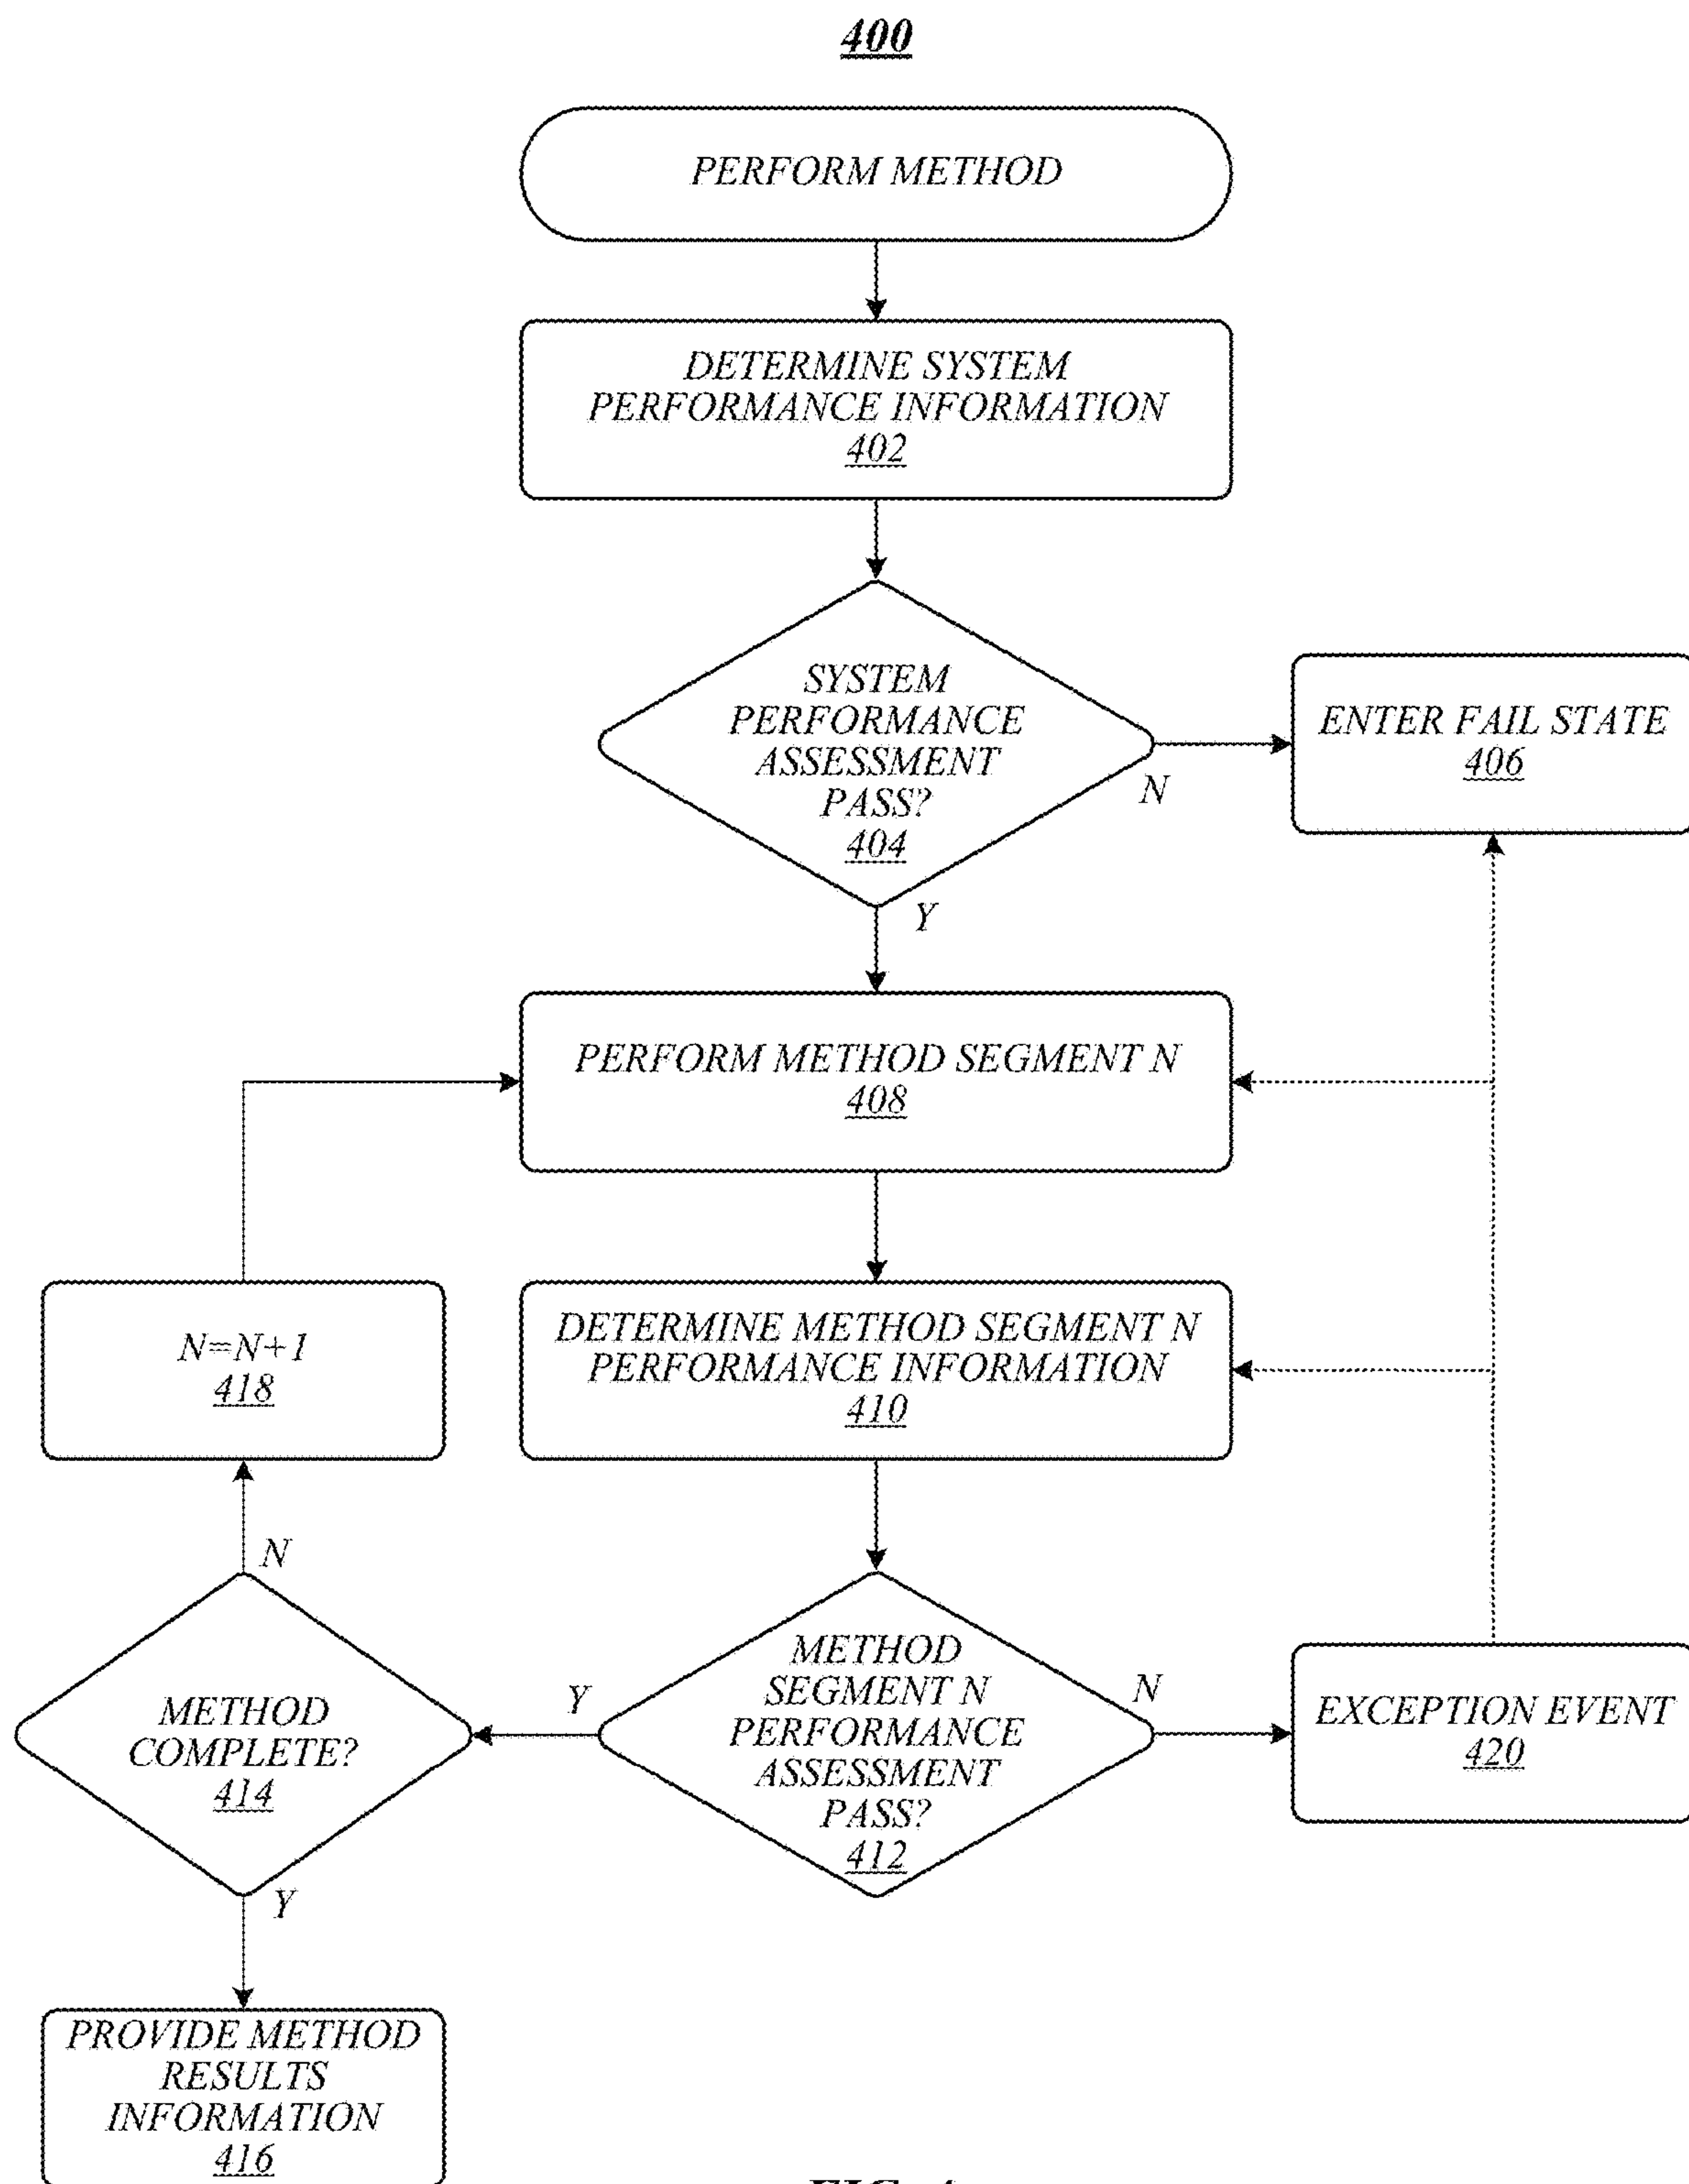 400
PERFORM METHOD
DETERMINE SYSTEM
PERFORMANCE INFORMATION
402
SYSTEM
PERFORMANCE
ASSESSMENT
PASS?
404
N
ENTER FAIL STATE
406
Y
PERFORM METHOD SEGMENT N
408
DETERMINE METHOD SEGMENT N
PERFORMANCE INFORMATION
410
N=N+1
418
N
METHOD
COMPLETE?
414
Y
METHOD
SEGMENT N
PERFORMANCE
ASSESSMENT
PASS?
412
N
EXCEPTION EVENT
420
Y
PROVIDE METHOD
RESULTS
INFORMATION
416